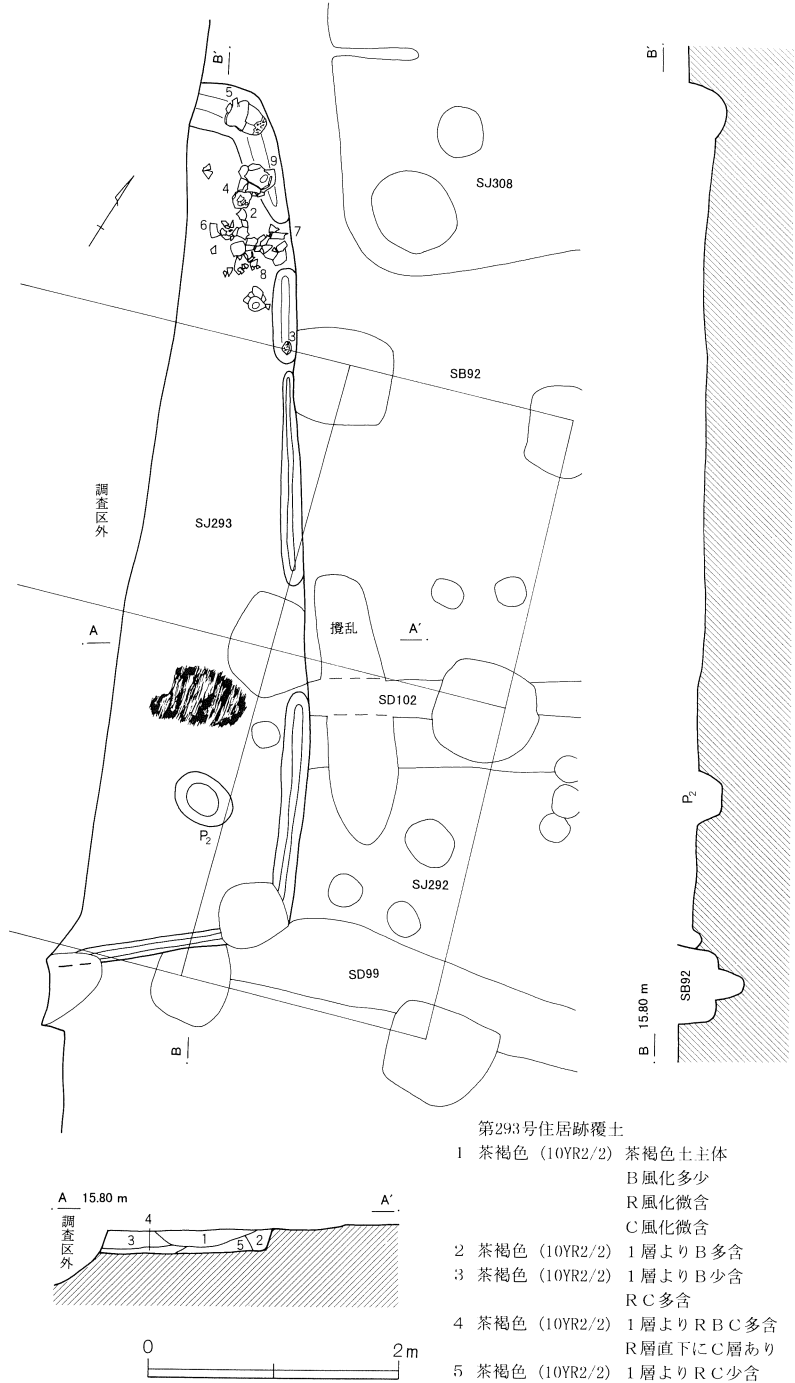 B′
B′
5
9
SJ308
4
2
6
7
8
3
SB92
調査区外
SJ293
A
攪乱
A′
SD102
P2
P2
SJ292
SD99
SB92
B
B 15.80 m
第293号住居跡覆土
1 茶褐色 (10YR2/2) 茶褐色土主体
B風化多少
R風化微含
C風化微含
2 茶褐色 (10YR2/2) 1層よりB多含
3 茶褐色 (10YR2/2) 1層よりB少含
RC多含
4 茶褐色 (10YR2/2) 1層よりRBC多含
R層直下にC層あり
5 茶褐色 (10YR2/2) 1層よりRC少含
A 15.80 m
A′
調査区外
4
3
1
5
2
0
2m